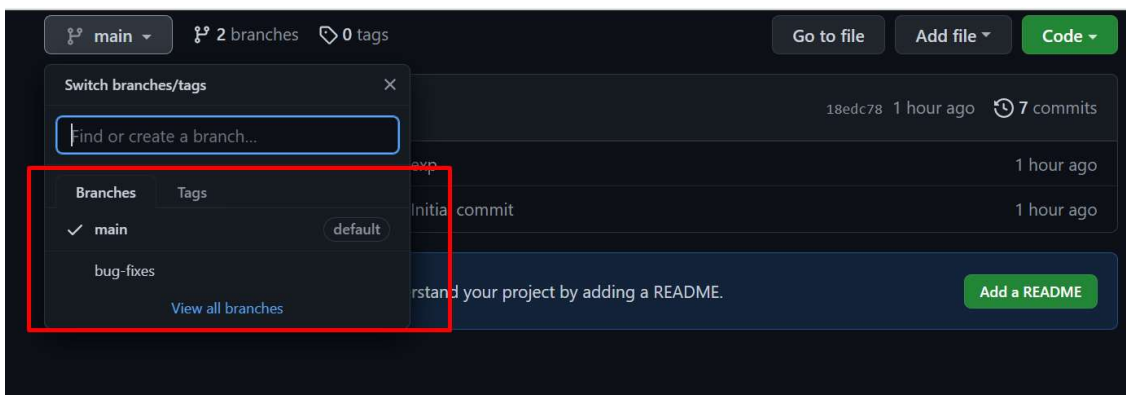 main 2 branches 0 tags Go to file Add file Code
Switch branches/tags
18edc78 1 hour ago 7 commits
Find or create a branch...
exp 1 hour ago
Branches Tags
Initial commit 1 hour ago
main default
bug-fixes
rstand your project by adding a README. Add a README
View all branches